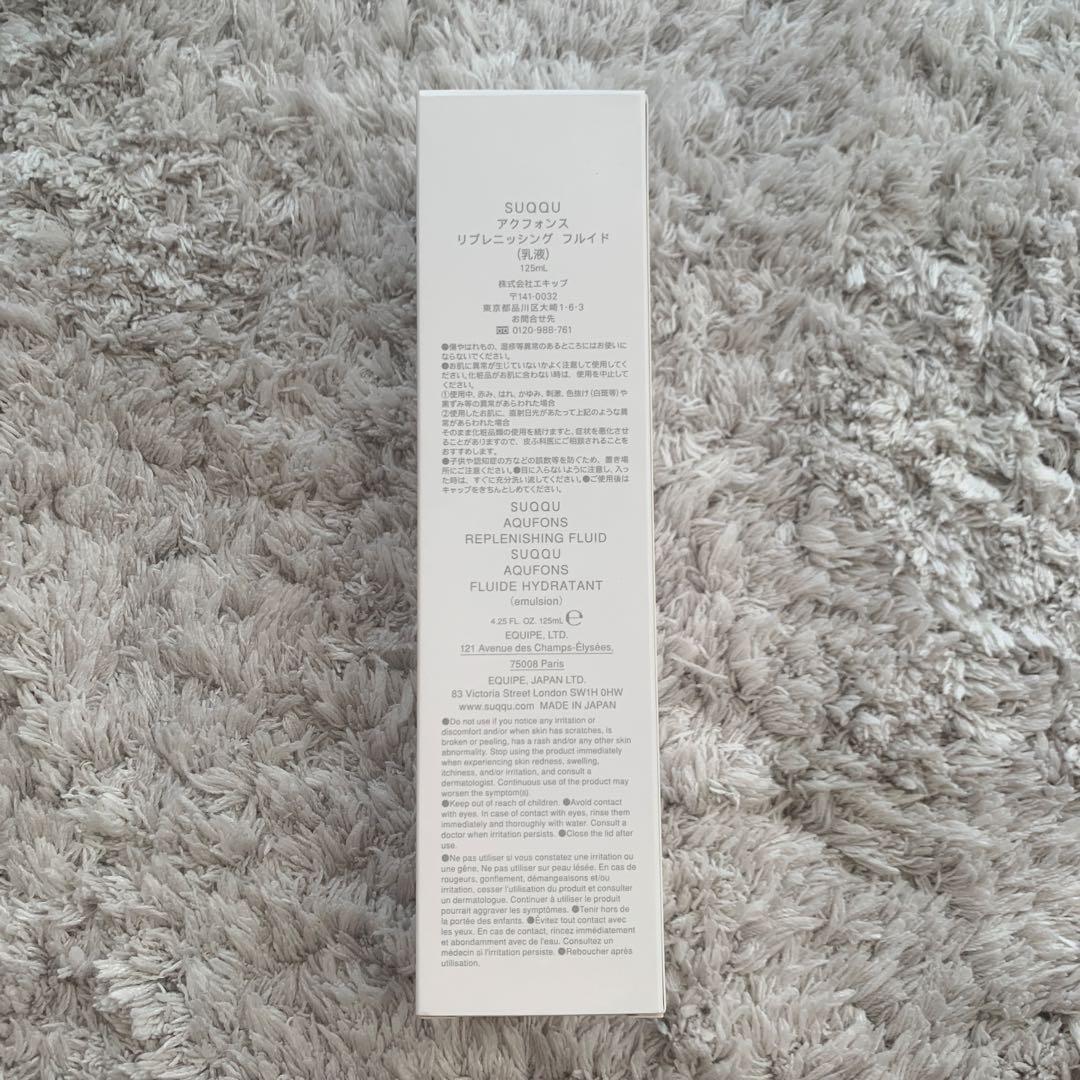 SUQQU
アクフォンス
リプレニッシング フルイド
(乳液)
125mL
株式会社エキップ
〒141-0032
東京都品川区大崎1-6-3
お問合せ先
0120-988-761
●傷やはれもの、湿疹等異常のあるところにはお使いに
ならないでください。
●お肌に異常が生じていないかよく注意して使用してく
ださい。化粧品がお肌に合わない時は、使用を中止して
ください。
①使用中、赤み、はれ、かゆみ、刺激、色抜け(白斑等)や
黒ずみ等の異常があらわれた場合
②使用したお肌に、直射日光があたって上記のような異
常があらわれた場合
そのまま化粧品類の使用を続けますと、症状を悪化させ
ることがありますので、皮ふ科医にご相談されることを
おすすめします。
●子供や認知症の方などの誤飲等を防ぐため、置き場
所にご注意ください。●目に入らないように注意し、入っ
た時は、すぐに充分洗い流してください。●ご使用後は
キャップをきちんとしめてください。
SUQQU
AQUFONS
REPLENISHING FLUID
SUQQU
AQUFONS
FLUIDE HYDRATANT
(emulsion)
4.25 FL. OZ. 125mL ℮
EQUIPE, LTD.
121 Avenue des Champs-Élysées,
75008 Paris
EQUIPE, JAPAN LTD.
83 Victoria Street London SW1H 0HW
www.suqqu.com MADE IN JAPAN
●Do not use if you notice any irritation or
discomfort and/or when skin has scratches, is
broken or peeling, has a rash and/or any other skin
abnormality. Stop using the product immediately
when experiencing skin redness, swelling,
itchiness, and/or irritation, and consult a
dermatologist. Continuous use of the product may
worsen the symptom(s).
●Keep out of reach of children. ●Avoid contact
with eyes. In case of contact with eyes, rinse them
immediately and thoroughly with water. Consult a
doctor when irritation persists. ●Close the lid after
use.
●Ne pas utiliser si vous constatez une irritation ou
une gêne. Ne pas utiliser sur peau lésée. En cas de
rougeurs, gonflement, démangeaisons et/ou
irritation, cesser l'utilisation du produit et consulter
un dermatologue. Continuer à utiliser le produit
pourrait aggraver les symptômes. ●Tenir hors de
la portée des enfants. ●Évitez tout contact avec
les yeux. En cas de contact, rincez immédiatement
et abondamment avec de l'eau. Consultez un
médecin si l'irritation persiste. ●Reboucher après
utilisation.